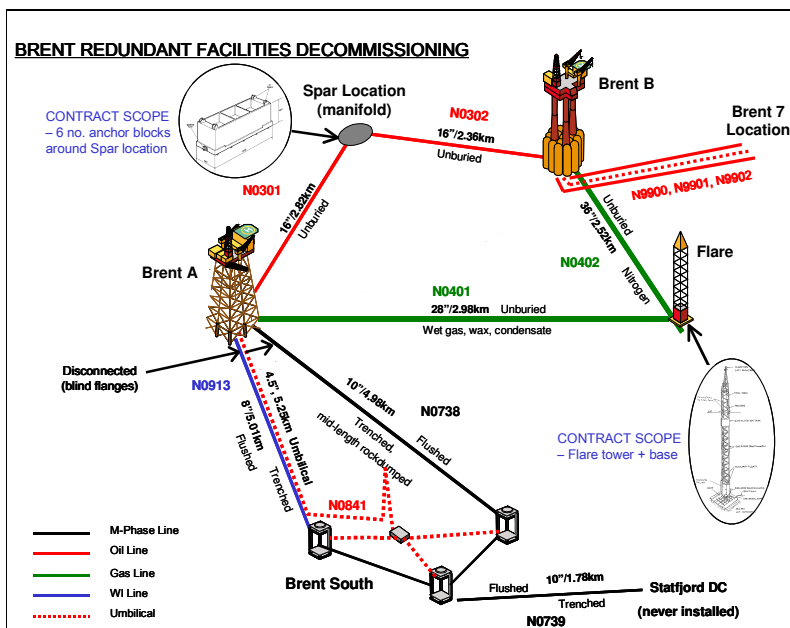 BRENT REDUNDANT FACILITIES DECOMMISSIONING
CONTRACT SCOPE
– 6 no. anchor blocks
around Spar location
Spar Location
(manifold)
N0302
16”/2.36km
Unburied
Brent B
Brent 7
Location
N9900, N9901, N9902
N0301
16”/2.82km
Unburied
Unburied
36”/2.52km
N0402
Nitrogen
Flare
Brent A
N0401
28”/2.98km Unburied
Wet gas, wax, condensate
Disconnected
(blind flanges)
N0913
8”/5.01km
Flushed
Trenched
4.5”, 5.25km Umbilical
10”/4.98km
N0738
Trenched,
mid-length rockdumped
Flushed
CONTRACT SCOPE
– Flare tower + base
N0841
Brent South
M-Phase Line
Oil Line
Gas Line
WI Line
Umbilical
Flushed
10”/1.78km
Trenched
N0739
Statfjord DC
(never installed)